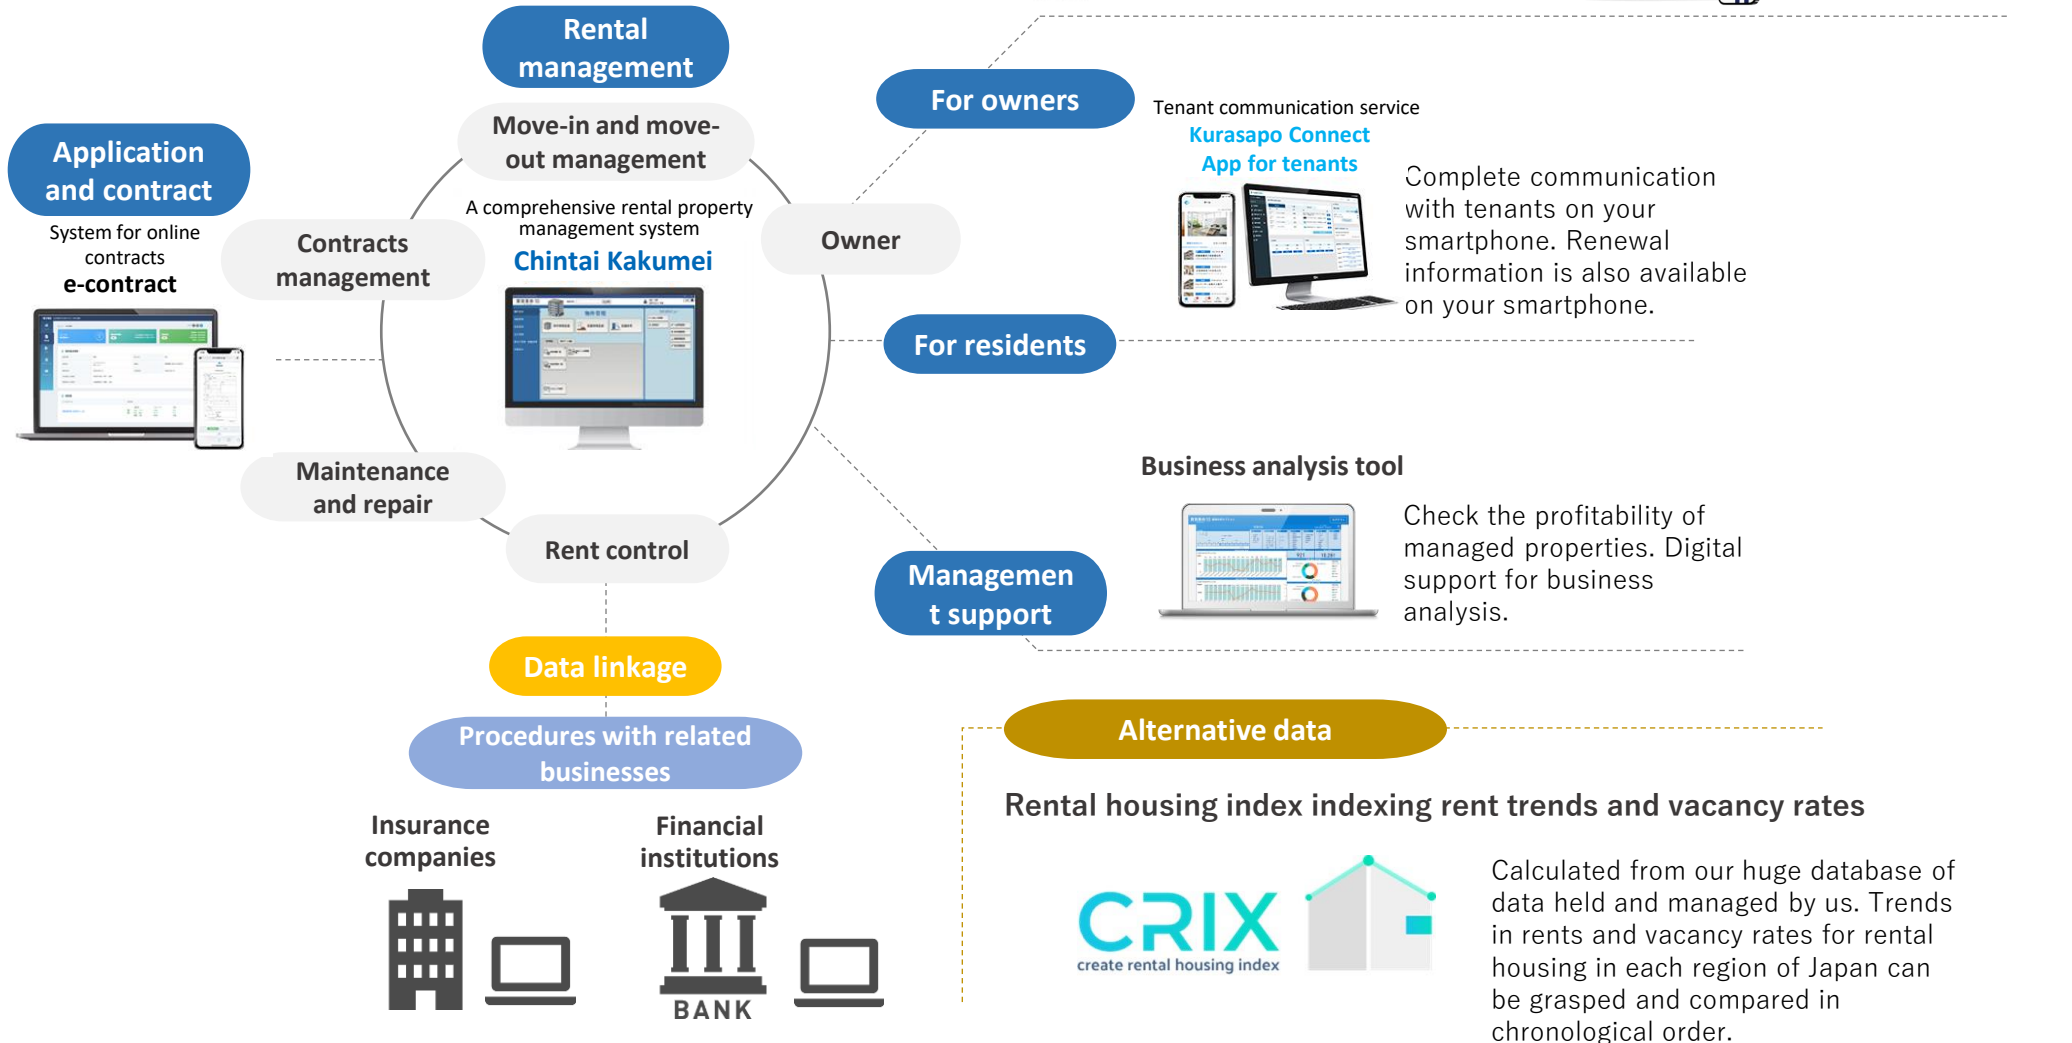 Rental
management
Move-in and move-
out management
Application
and contract
System for online
contracts
e-contract
Contracts
management
A comprehensive rental property
management system
Chintai Kakumei
Owner
Maintenance
and repair
Rent control
For owners
Tenant communication service
Kurasapo Connect
App for tenants
Complete communication
with tenants on your
smartphone. Renewal
information is also available
on your smartphone.
For residents
Business analysis tool
Check the profitability of
managed properties. Digital
support for business
analysis.
Managemen
t support
Data linkage
Procedures with related
businesses
Insurance
companies
Financial
institutions
BANK
Alternative data
Rental housing index indexing rent trends and vacancy rates
CRIX
create rental housing index
Calculated from our huge database of
data held and managed by us. Trends
in rents and vacancy rates for rental
housing in each region of Japan can
be grasped and compared in
chronological order.